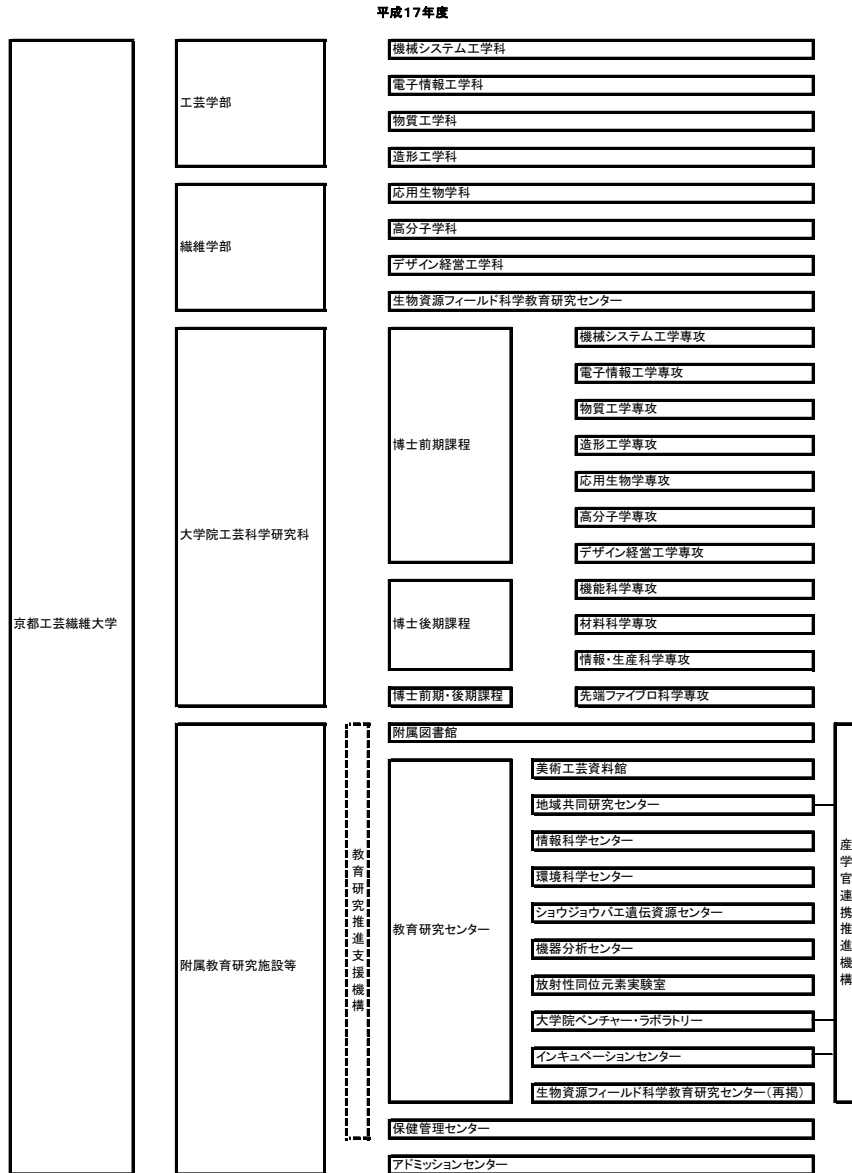 平成17年度
機械システム工学科
電子情報工学科
工芸学部
物質工学科
造形工学科
応用生物学科
高分子学科
繊維学部
デザイン経営工学科
生物資源フィールド科学教育研究センター
機械システム工学専攻
電子情報工学専攻
物質工学専攻
博士前期課程
造形工学専攻
応用生物学専攻
高分子学専攻
大学院工芸科学研究科
デザイン経営工学専攻
機能科学専攻
京都工芸繊維大学
博士後期課程
材料科学専攻
情報・生産科学専攻
博士前期・後期課程
先端ファイブロ科学専攻
附属図書館
美術工芸資料館
地域共同研究センター
情報科学センター
環境科学センター
ショウジョウバエ遺伝資源センター
教育研究センター
機器分析センター
附属教育研究施設等
教育研究推進支援機構
産学官連携推進機構
放射性同位元素実験室
大学院ベンチャー・ラボラトリー
インキュベーションセンター
生物資源フィールド科学教育研究センター(再掲)
保健管理センター
アドミッションセンター